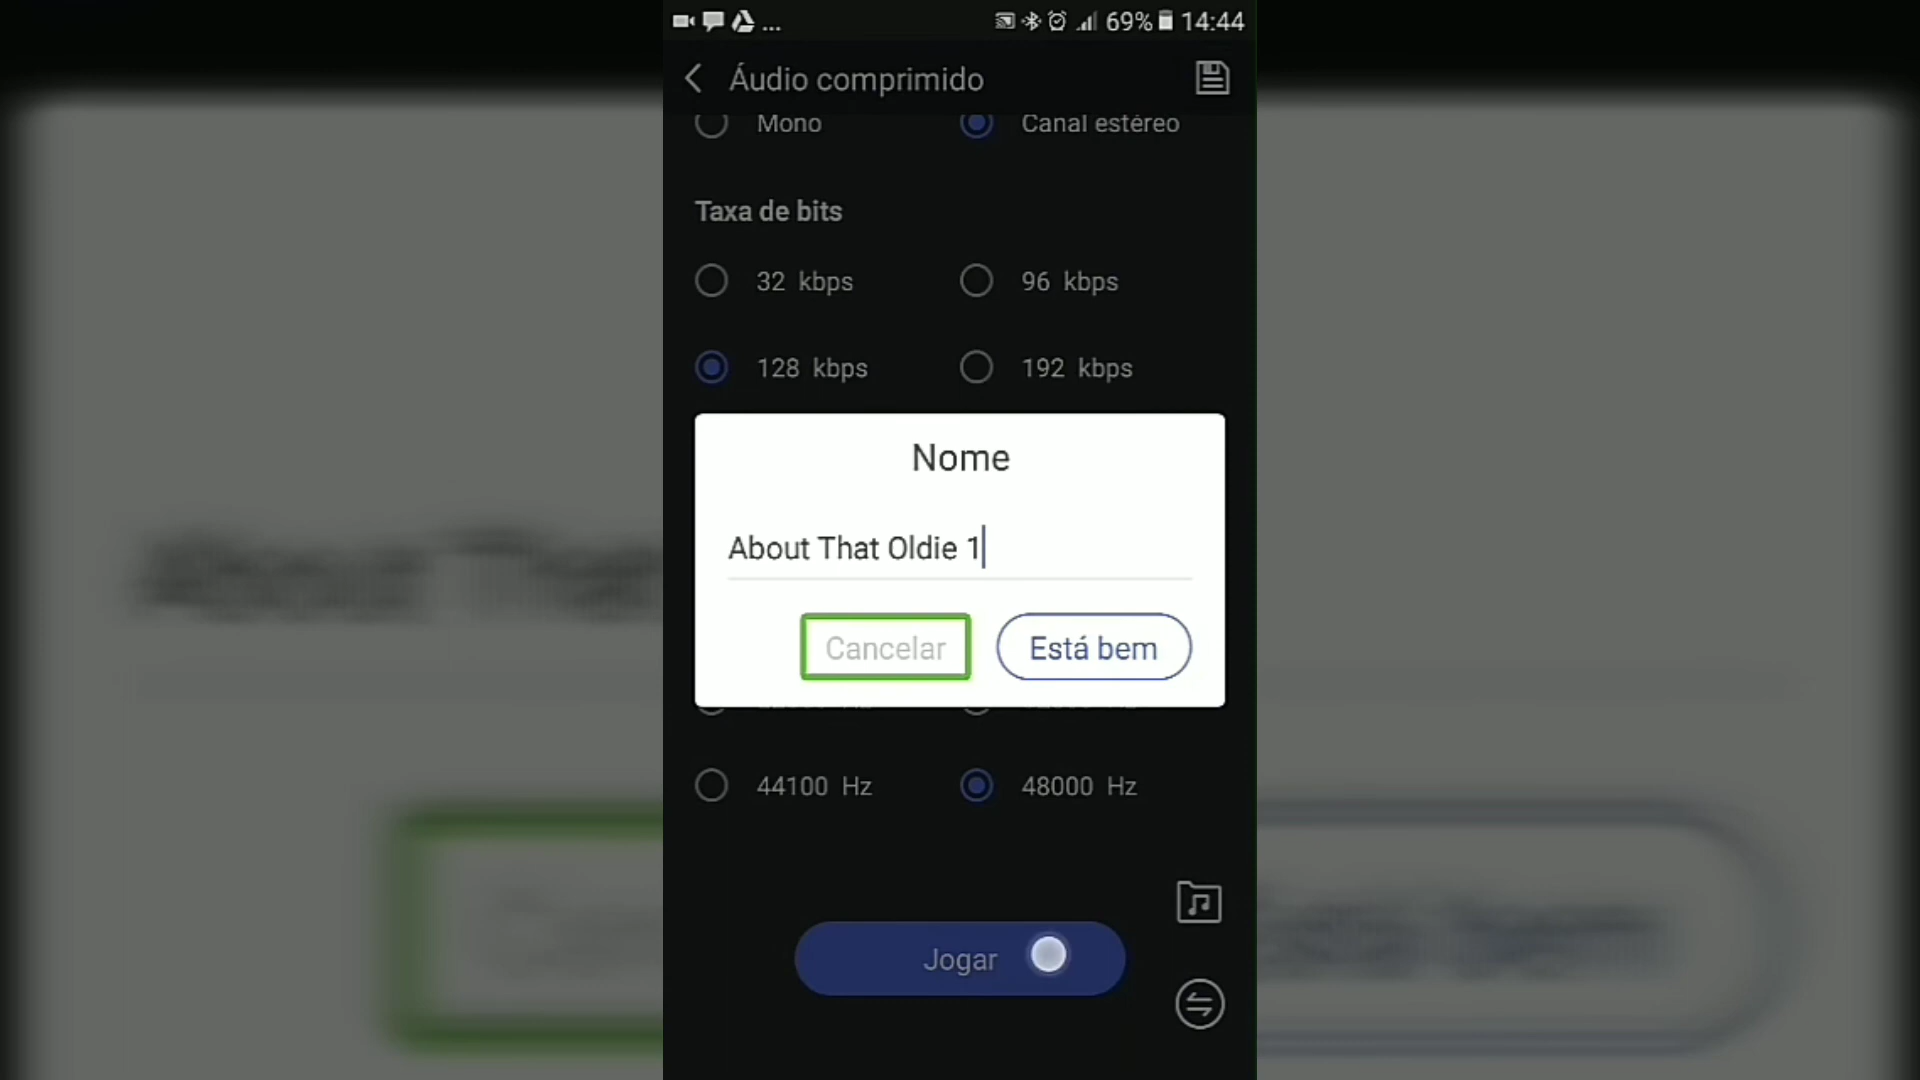 ... 69% 14:44
Áudio comprimido
Mono Canal estéreo
Taxa de bits
32 kbps 96 kbps
128 kbps 192 kbps
Nome
About That Oldie 1
Cancelar Está bem
44100 Hz 48000 Hz
Jogar